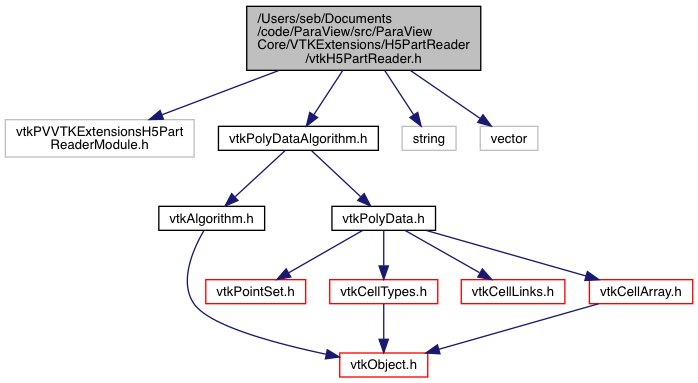 /Users/seb/Documents
/code/ParaView/src/ParaView
Core/VTKExtensions/H5PartReader
/vtkH5PartReader.h
vtkPVVTKExtensionsH5Part
ReaderModule.h
vtkPolyDataAlgorithm.h
string
vector
vtkAlgorithm.h
vtkPolyData.h
vtkPointSet.h
vtkCellTypes.h
vtkCellLinks.h
vtkCellArray.h
vtkObject.h